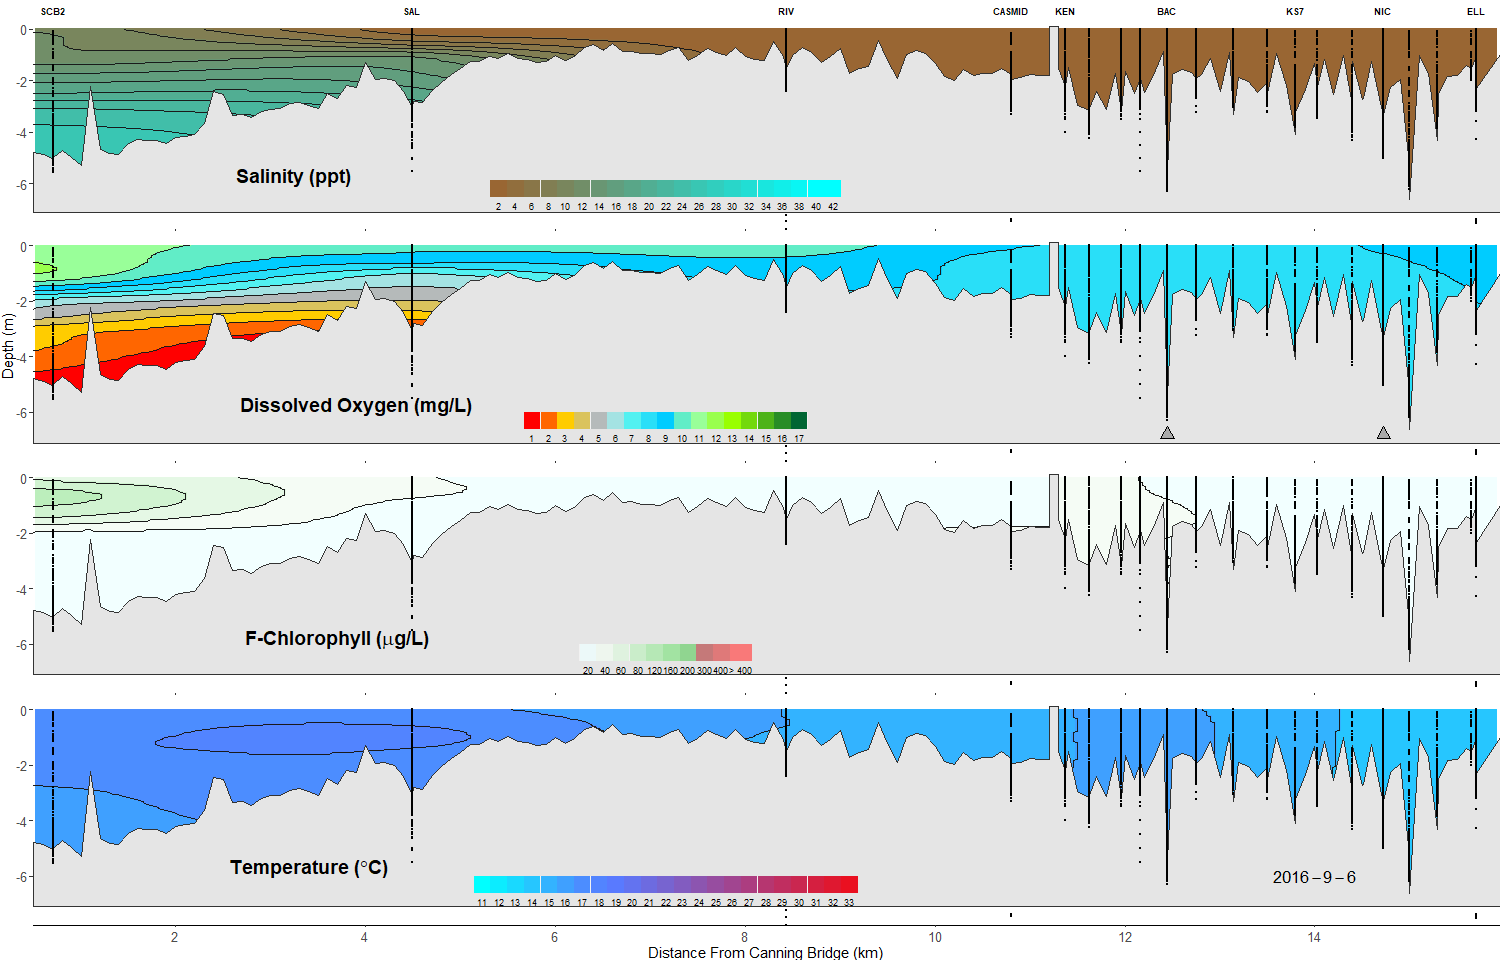 SCB2 SAL RIV CASMID KEN BAC KS7 NIC ELL
0
-2
-4
-6
Salinity (ppt)
2 4 6 8 10 12 14 16 18 20 22 24 26 28 30 32 34 36 38 40 42
0
-2
-4
-6
Dissolved Oxygen (mg/L)
1 2 3 4 5 6 7 8 9 10 11 12 13 14 15 16 17
Depth (m)
0
-2
-4
-6
F-Chlorophyll (μg/L)
20 40 60 80 120 160 200 300 400 > 400
0
-2
-4
-6
Temperature (°C)
2016-9-6
11 12 13 14 15 16 17 18 19 20 21 22 23 24 25 26 27 28 29 30 31 32 33
2 4 6 8 10 12 14
Distance From Canning Bridge (km)